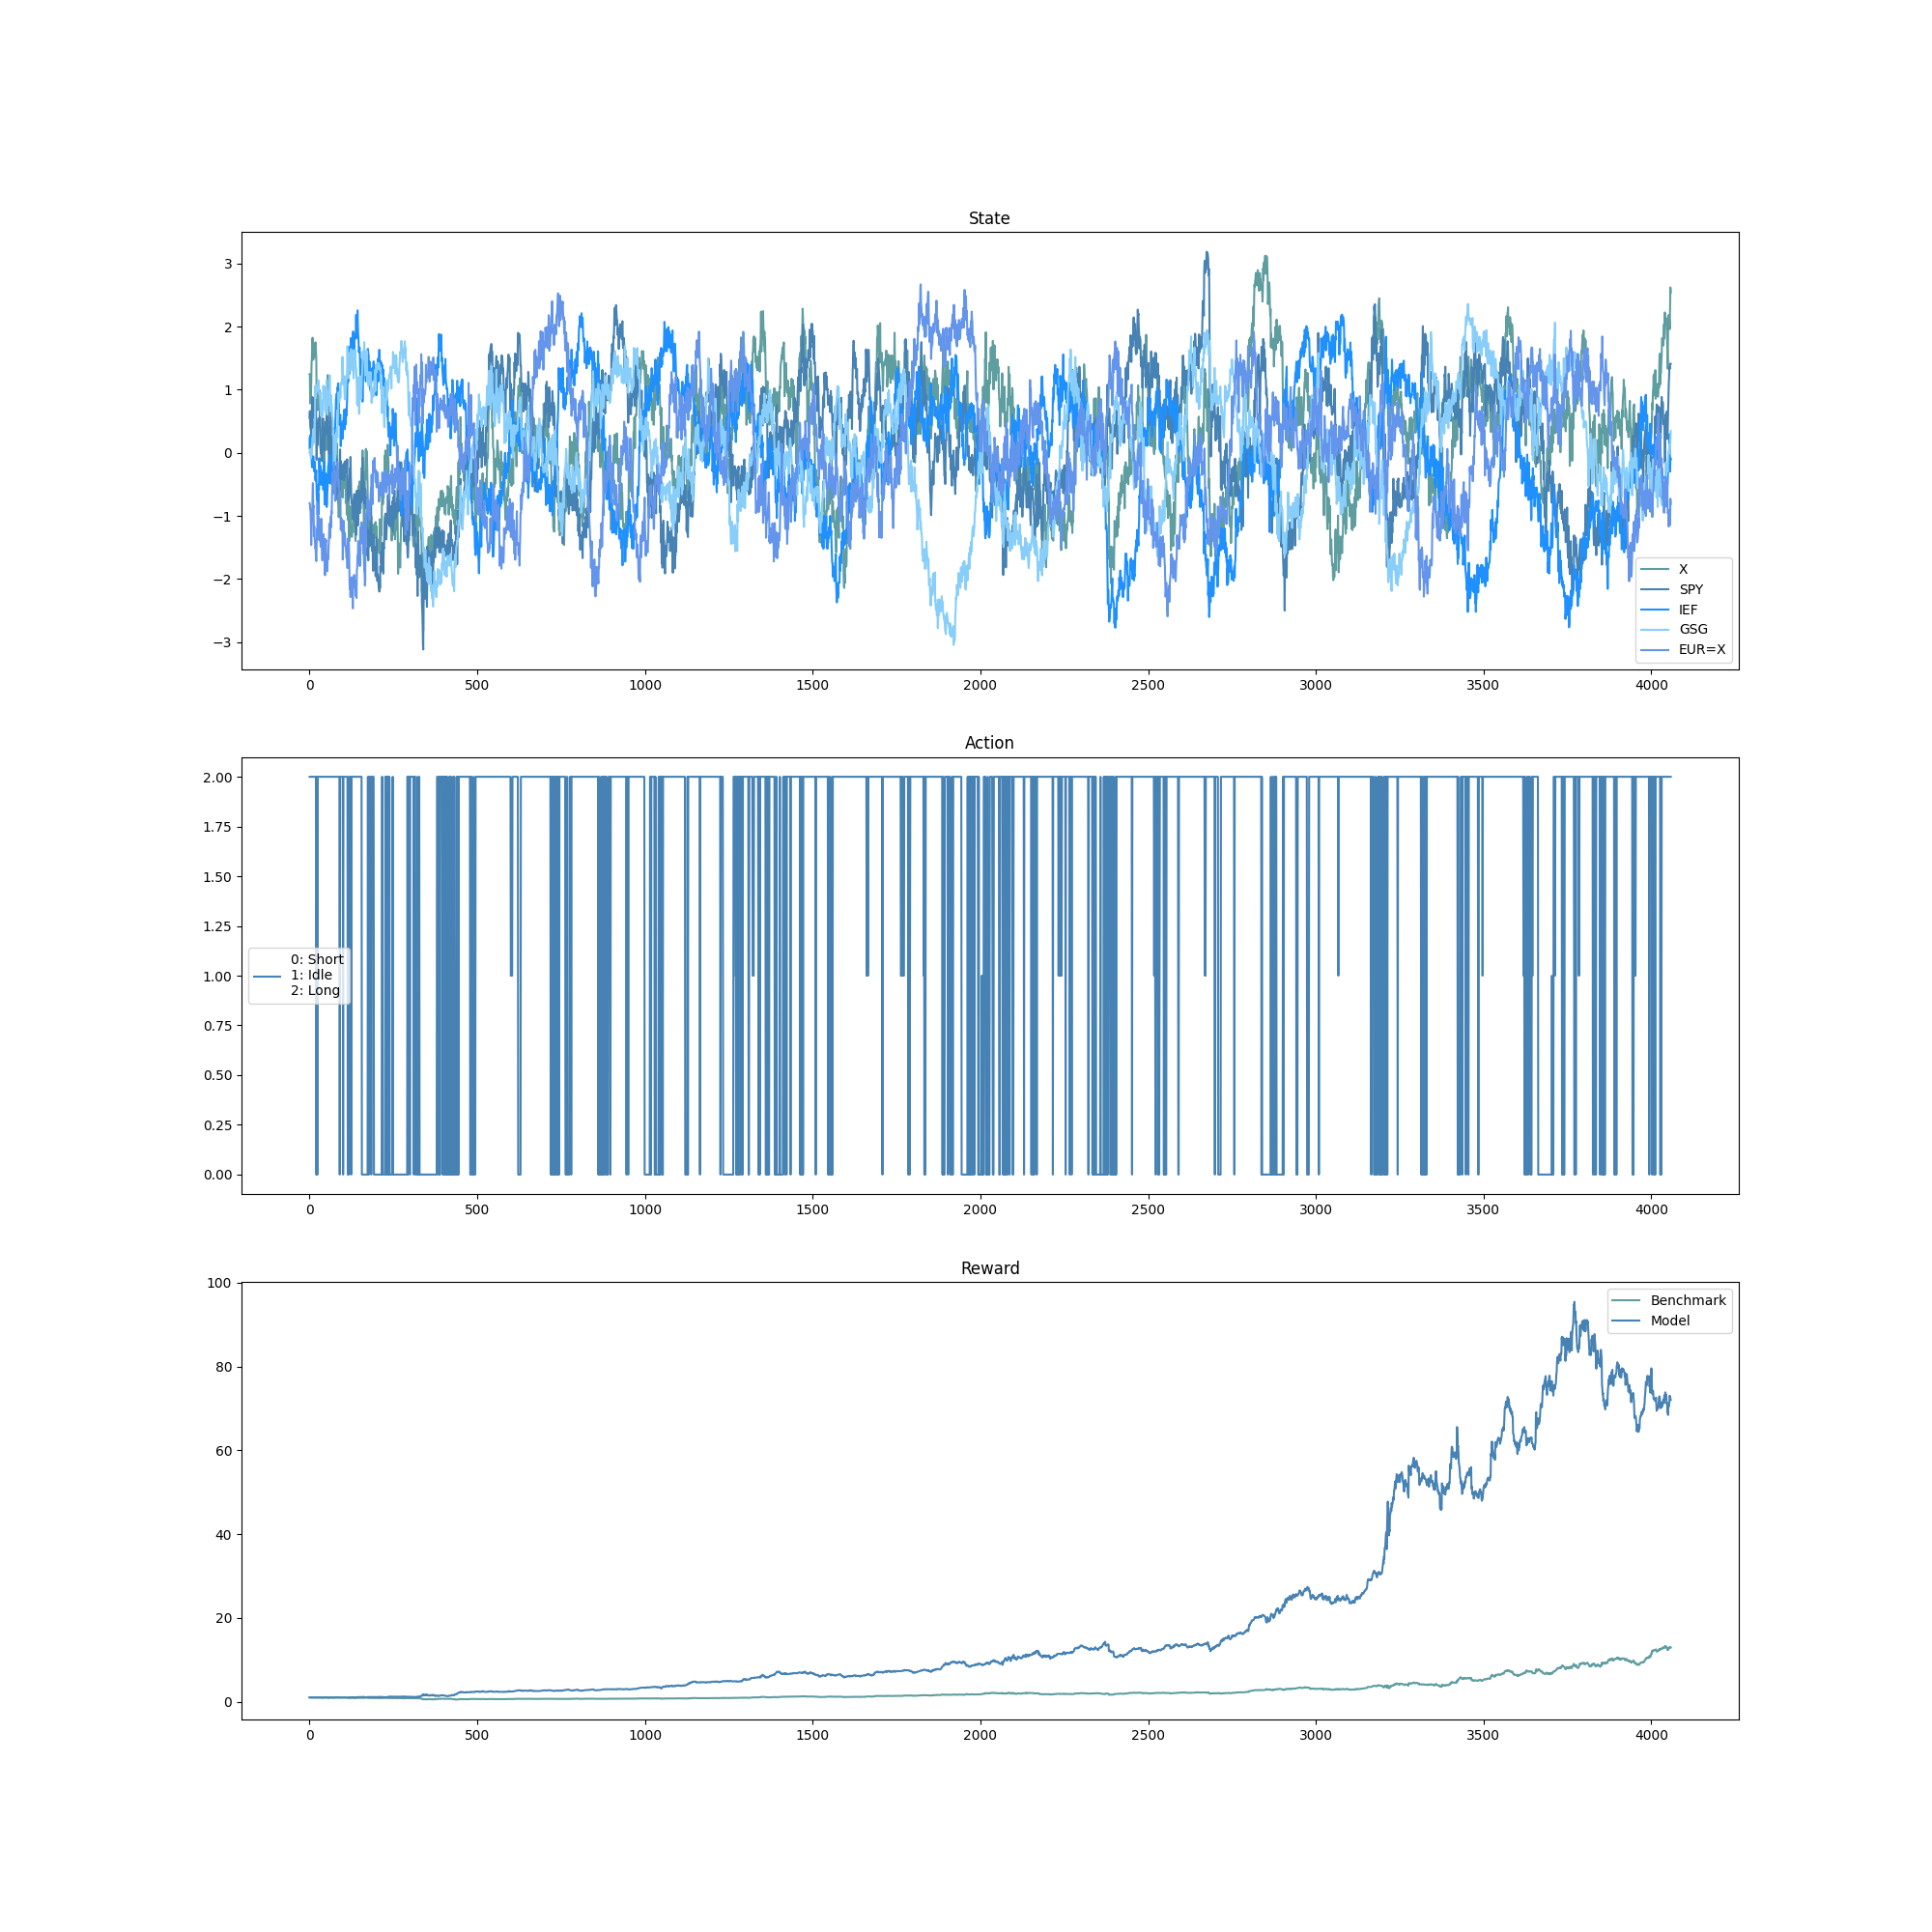 State
3
2
1
0
−1
−2
−3
X
SPY
IEF
GSG
EUR=X
0 500 1000 1500 2000 2500 3000 3500 4000
Action
2.00
1.75
1.50
1.25
1.00
0.75
0.50
0.25
0.00
0: Short
1: Idle
2: Long
0 500 1000 1500 2000 2500 3000 3500 4000
Reward
100
80
60
40
20
0
Benchmark
Model
0 500 1000 1500 2000 2500 3000 3500 4000